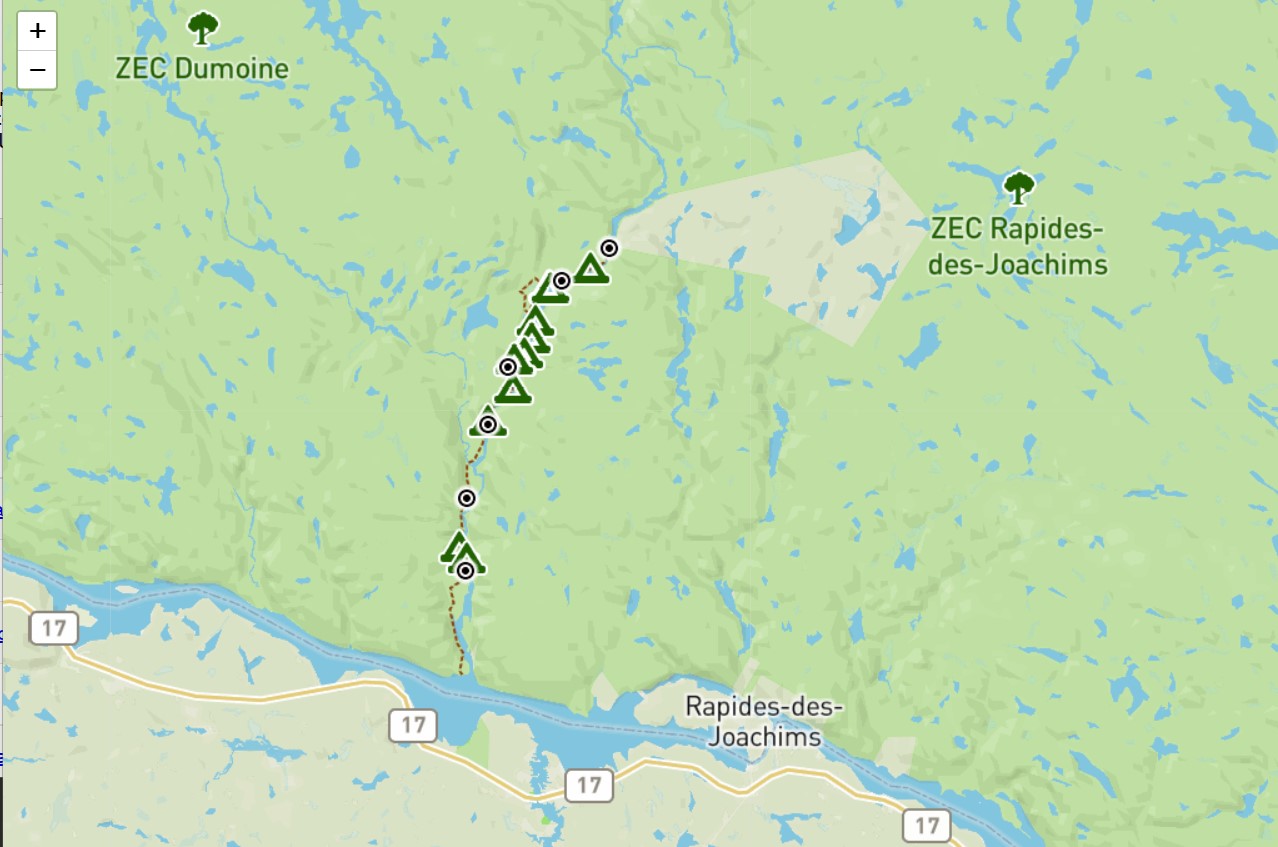 +
−
ZEC Dumoine
ZEC Rapides-
des-Joachims
17
Rapides-des-
Joachims
17
17
17